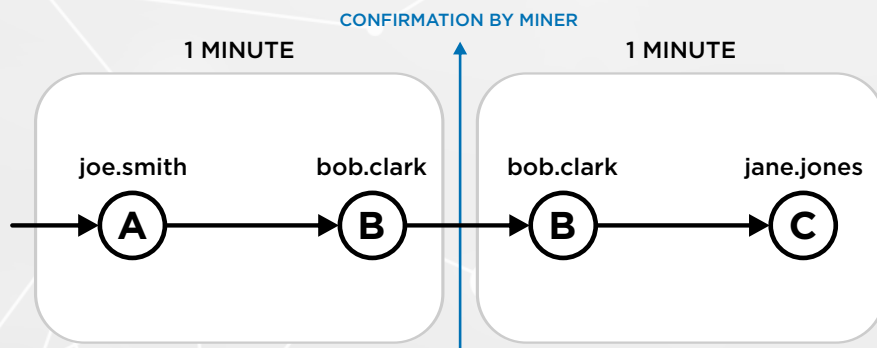 CONFIRMATION BY MINER
1 MINUTE
1 MINUTE
joe.smith
bob.clark
bob.clark
jane.jones
A
B
B
C